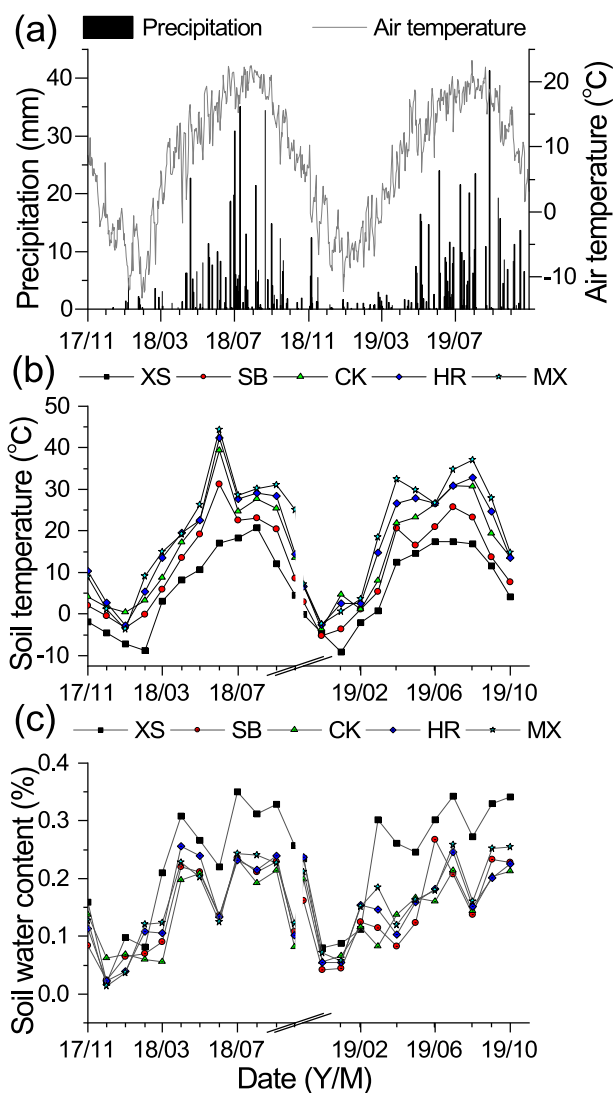 (a) Precipitation Air temperature
Precipitation (mm)
40
30
20
10
0
20
10
0
-10
Air temperature (°C)
17/11 18/03 18/07 18/11 19/03 19/07
(b) XS SB CK HR MX
Soil temperature (°C)
50
40
30
20
10
0
-10
17/11 18/03 18/07 19/02 19/06 19/10
(c) XS SB CK HR MX
Soil water content (%)
0.4
0.3
0.2
0.1
0.0
17/11 18/03 18/07 19/02 19/06 19/10
Date (Y/M)